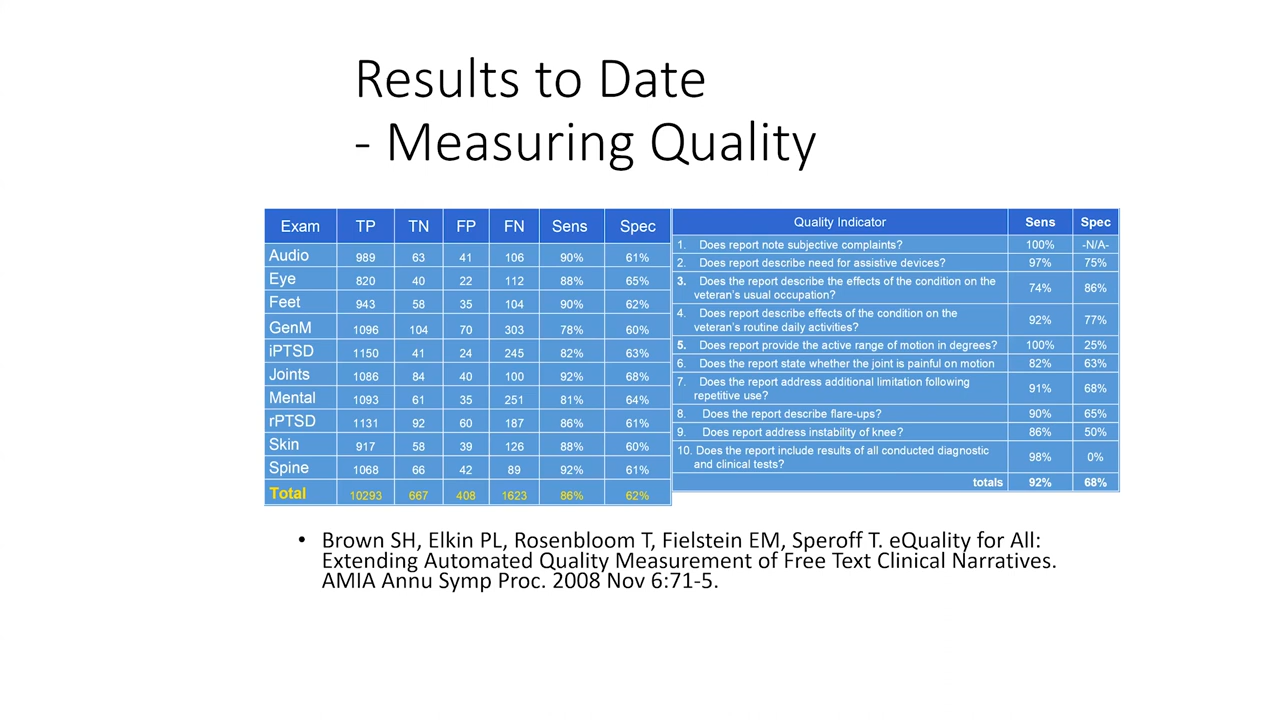 Results to Date
- Measuring Quality
Exam TP TN FP FN Sens Spec
Audio 989 63 41 106 90% 61%
Eye 820 40 22 112 88% 65%
Feet 943 58 35 104 90% 62%
GenM 1096 104 70 303 78% 60%
iPTSD 1150 41 24 245 82% 63%
Joints 1086 84 40 100 92% 68%
Mental 1093 61 35 251 81% 64%
rPTSD 1131 92 60 187 86% 61%
Skin 917 58 39 126 88% 60%
Spine 1068 66 42 89 92% 61%
Total 10293 667 408 1623 86% 62%
Quality Indicator Sens Spec
1. Does report note subjective complaints? 100% -N/A-
2. Does report describe need for assistive devices? 97% 75%
3. Does the report describe the effects of the condition on the
veteran's usual occupation? 74% 86%
4. Does report describe effects of the condition on the
veteran's routine daily activities? 92% 77%
5. Does report provide the active range of motion in degrees? 100% 25%
6. Does the report state whether the joint is painful on motion 82% 63%
7. Does the report address additional limitation following
repetitive use? 91% 68%
8. Does the report describe flare-ups? 90% 65%
9. Does report address instability of knee? 86% 50%
10. Does the report include results of all conducted diagnostic
and clinical tests? 98% 0%
totals 92% 68%
• Brown SH, Elkin PL, Rosenbloom T, Fielstein EM, Speroff T. eQuality for All:
Extending Automated Quality Measurement of Free Text Clinical Narratives.
AMIA Annu Symp Proc. 2008 Nov 6:71-5.